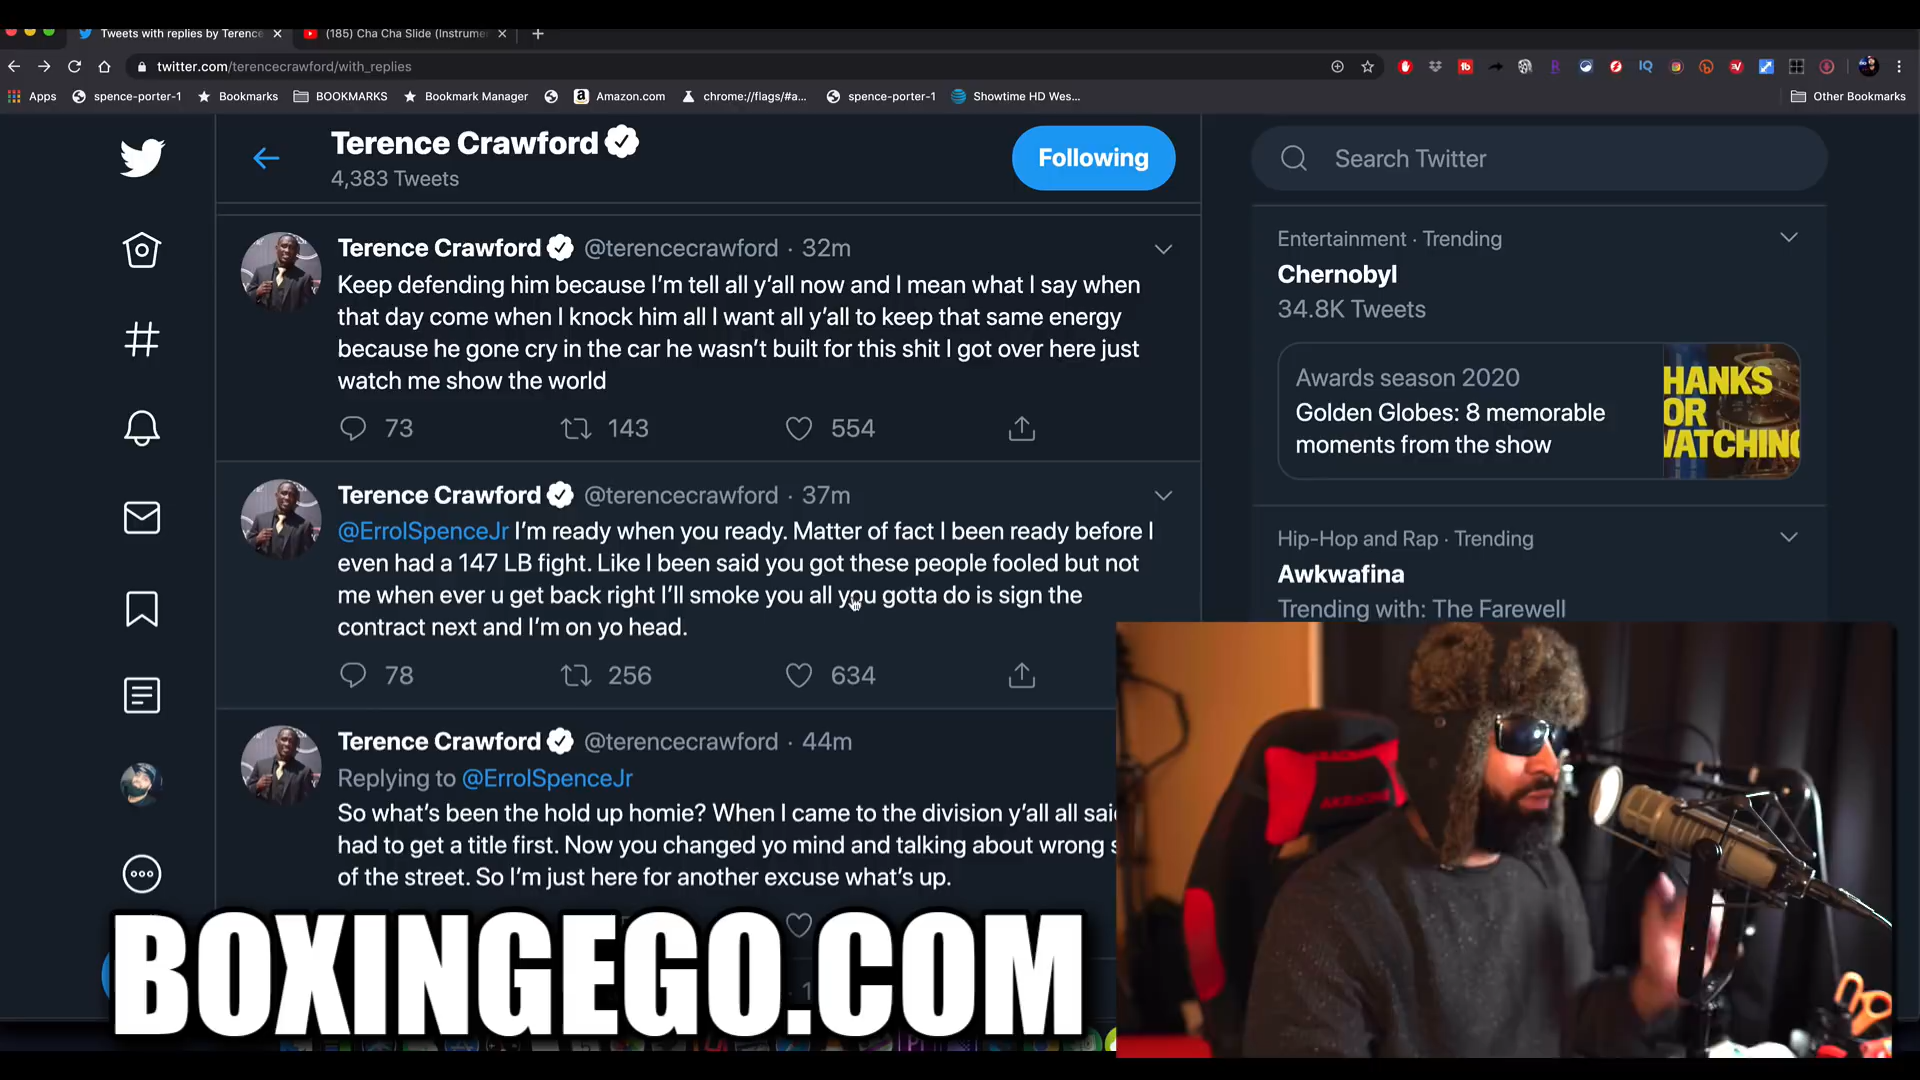 Tweets with replies by Terence
(185) Cha Cha Slide (Instrume
twitter.com/terencecrawford/with_replies
Apps
spence-porter-1
Bookmarks
BOOKMARKS
Bookmark Manager
Amazon.com
chrome://flags/#a...
spence-porter-1
Showtime HD Wes...
Other Bookmarks
Terence Crawford
4,383 Tweets
Following
Search Twitter
Terence Crawford @terencecrawford · 32m
Keep defending him because I'm tell all y'all now and I mean what I say when
that day come when I knock him all I want all y'all to keep that same energy
because he gone cry in the car he wasn't built for this shit I got over here just
watch me show the world
73 143 554
Terence Crawford @terencecrawford · 37m
@ErrolSpenceJr I'm ready when you ready. Matter of fact I been ready before I
even had a 147 LB fight. Like I been said you got these people fooled but not
me when ever u get back right I'll smoke you all you gotta do is sign the
contract next and I'm on yo head.
78 256 634
Terence Crawford @terencecrawford · 44m
Replying to @ErrolSpenceJr
So what's been the hold up homie? When I came to the division y'all all said
had to get a title first. Now you changed yo mind and talking about wrong s
of the street. So I'm just here for another excuse what's up.
Entertainment · Trending
Chernobyl
34.8K Tweets
Awards season 2020
Golden Globes: 8 memorable
moments from the show
HANKS
OR
WATCHING
Hip-Hop and Rap · Trending
Awkwafina
Trending with: The Farewell
BOXINGEGO.COM
AKRACING